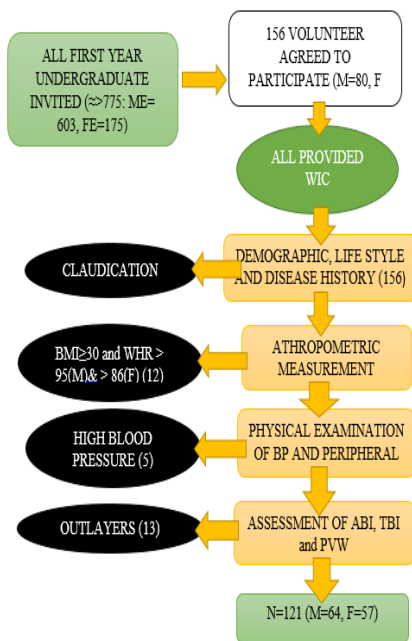 ALL FIRST YEAR
UNDERGRADUATE
INVITED (≈>775: ME=
603, FE=175)
156 VOLUNTEER
AGREED TO
PARTICIPATE (M=80, F
ALL PROVIDED
WIC
DEMOGRAPHIC, LIFE STYLE
AND DISEASE HISTORY (156)
CLAUDICATION
ATHROPOMETRIC
MEASUREMENT
BMI≥30 and WHR >
95(M)& > 86(F) (12)
PHYSICAL EXAMINATION
OF BP AND PERIPHERAL
HIGH BLOOD
PRESSURE (5)
ASSESSMENT OF ABI, TBI
and PVW
OUTLAYERS (13)
N=121 (M=64, F=57)